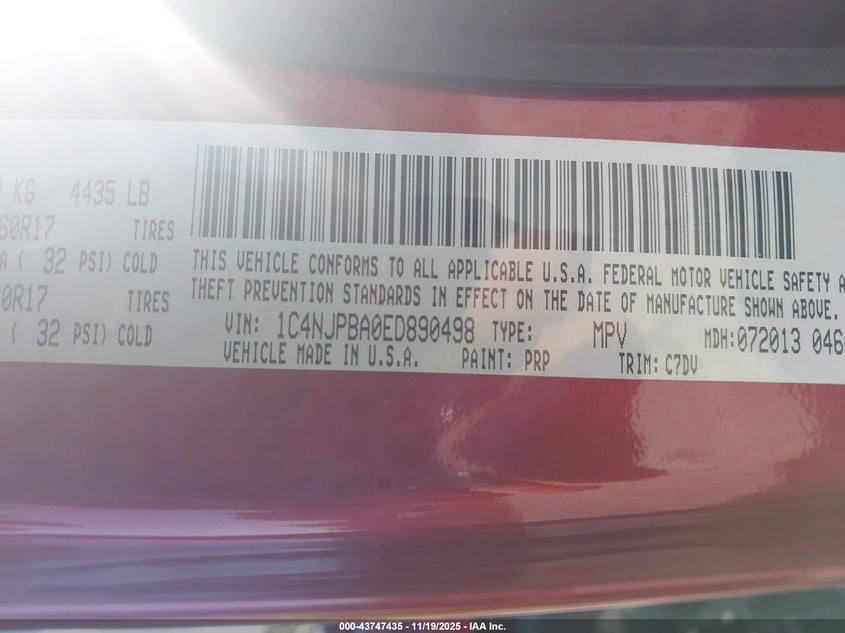 KG 4435 LB
60R17 TIRES
A ( 32 PSI) COLD
0R17 TIRES
( 32 PSI) COLD
THIS VEHICLE CONFORMS TO ALL APPLICABLE U.S.A. FEDERAL MOTOR VEHICLE SAFETY A
THEFT PREVENTION STANDARDS IN EFFECT ON THE DATE OF MANUFACTURE SHOWN ABOVE.
VIN: 1C4NJPBA0ED890498 TYPE: MPV MDH:072013 046
VEHICLE MADE IN U.S.A. PAINT: PRP TRIM: C7DV
000-43747435 - 11/19/2025 - IAA Inc.